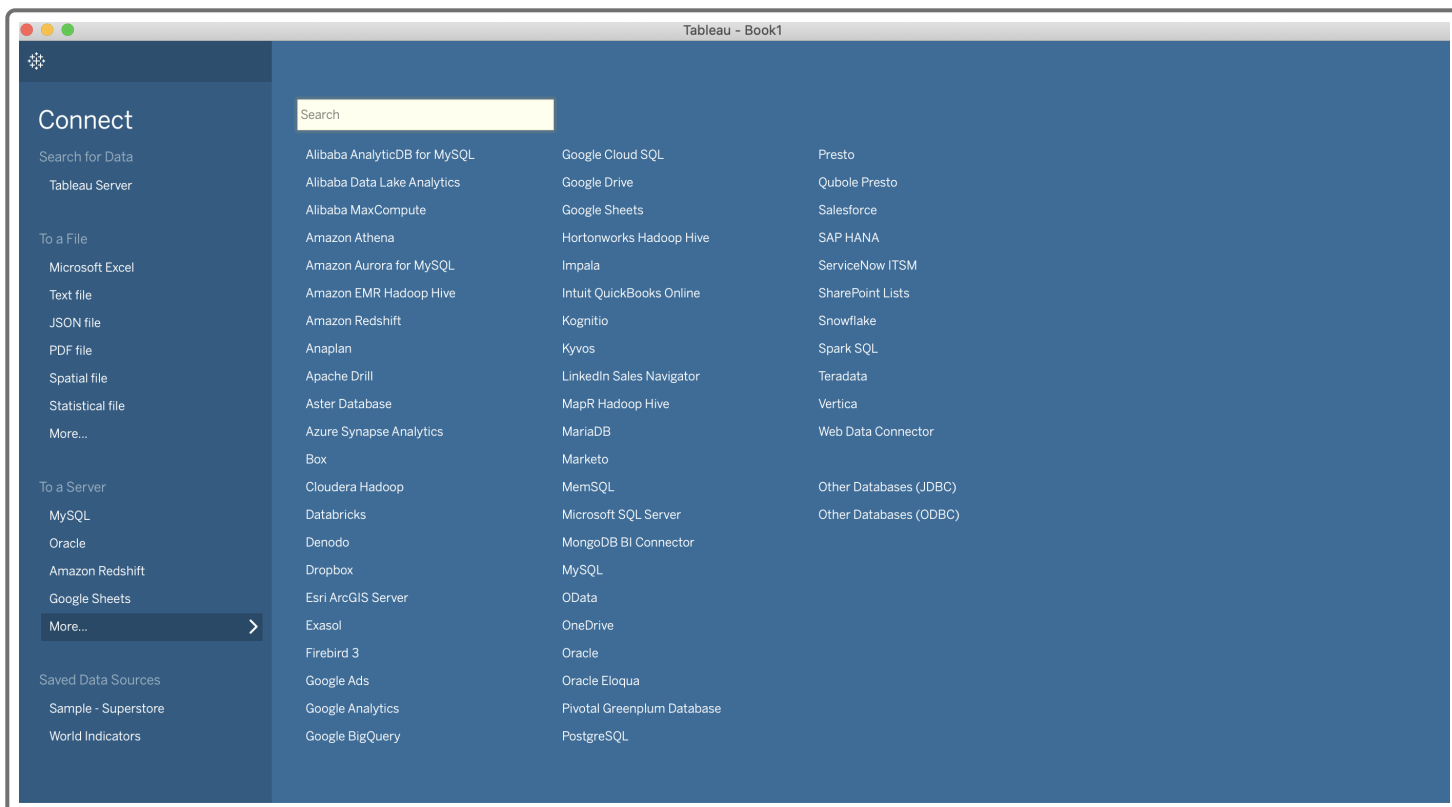 Tableau - Book1
Connect
Search for Data
Tableau Server
To a File
Microsoft Excel
Text file
JSON file
PDF file
Spatial file
Statistical file
More...
To a Server
MySQL
Oracle
Amazon Redshift
Google Sheets
More...
Saved Data Sources
Sample - Superstore
World Indicators
Search
Alibaba AnalyticDB for MySQL
Alibaba Data Lake Analytics
Alibaba MaxCompute
Amazon Athena
Amazon Aurora for MySQL
Amazon EMR Hadoop Hive
Amazon Redshift
Anaplan
Apache Drill
Aster Database
Azure Synapse Analytics
Box
Cloudera Hadoop
Databricks
Denodo
Dropbox
Esri ArcGIS Server
Exasol
Firebird 3
Google Ads
Google Analytics
Google BigQuery
Google Cloud SQL
Google Drive
Google Sheets
Hortonworks Hadoop Hive
Impala
Intuit QuickBooks Online
Kognitio
Kyvos
LinkedIn Sales Navigator
MapR Hadoop Hive
MariaDB
Marketo
MemSQL
Microsoft SQL Server
MongoDB BI Connector
MySQL
OData
OneDrive
Oracle
Oracle Eloqua
Pivotal Greenplum Database
PostgreSQL
Presto
Qubole Presto
Salesforce
SAP HANA
ServiceNow ITSM
SharePoint Lists
Snowflake
Spark SQL
Teradata
Vertica
Web Data Connector
Other Databases (JDBC)
Other Databases (ODBC)